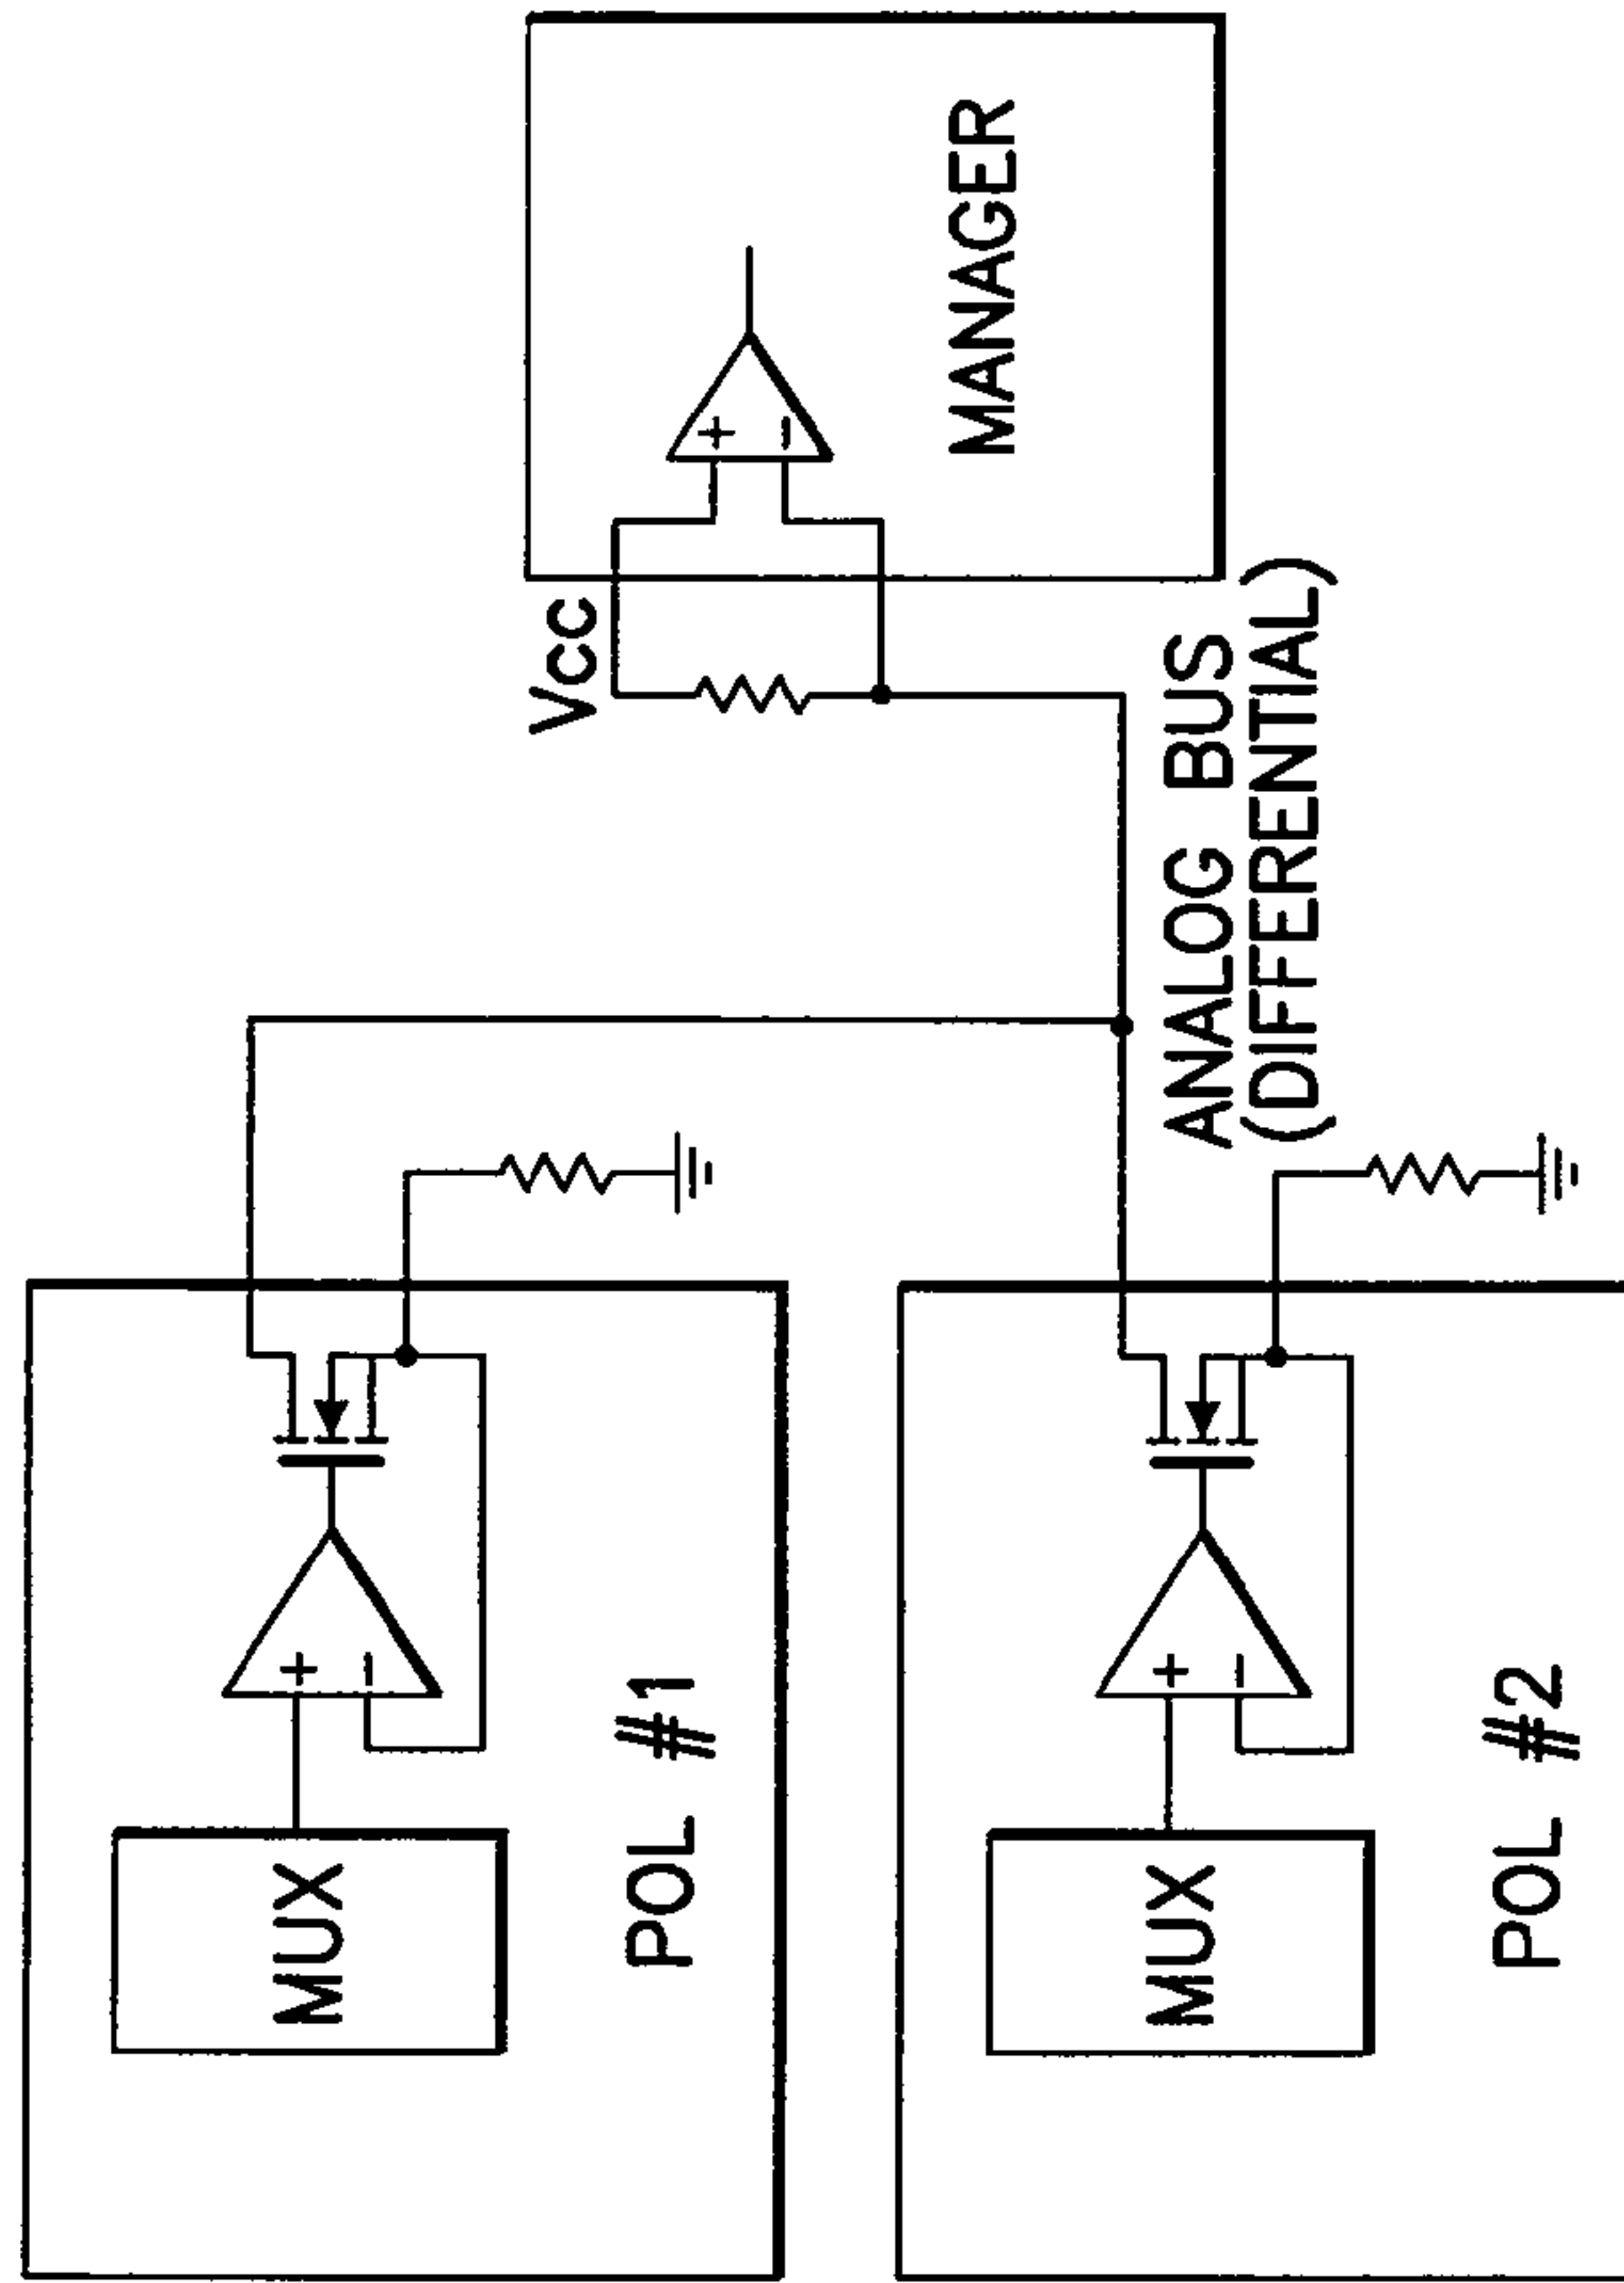 MUX
POL #1
Vcc
MANAGER
MUX
POL #2
ANALOG BUS
(DIFFERENTIAL)
+
−
+
−
+
−